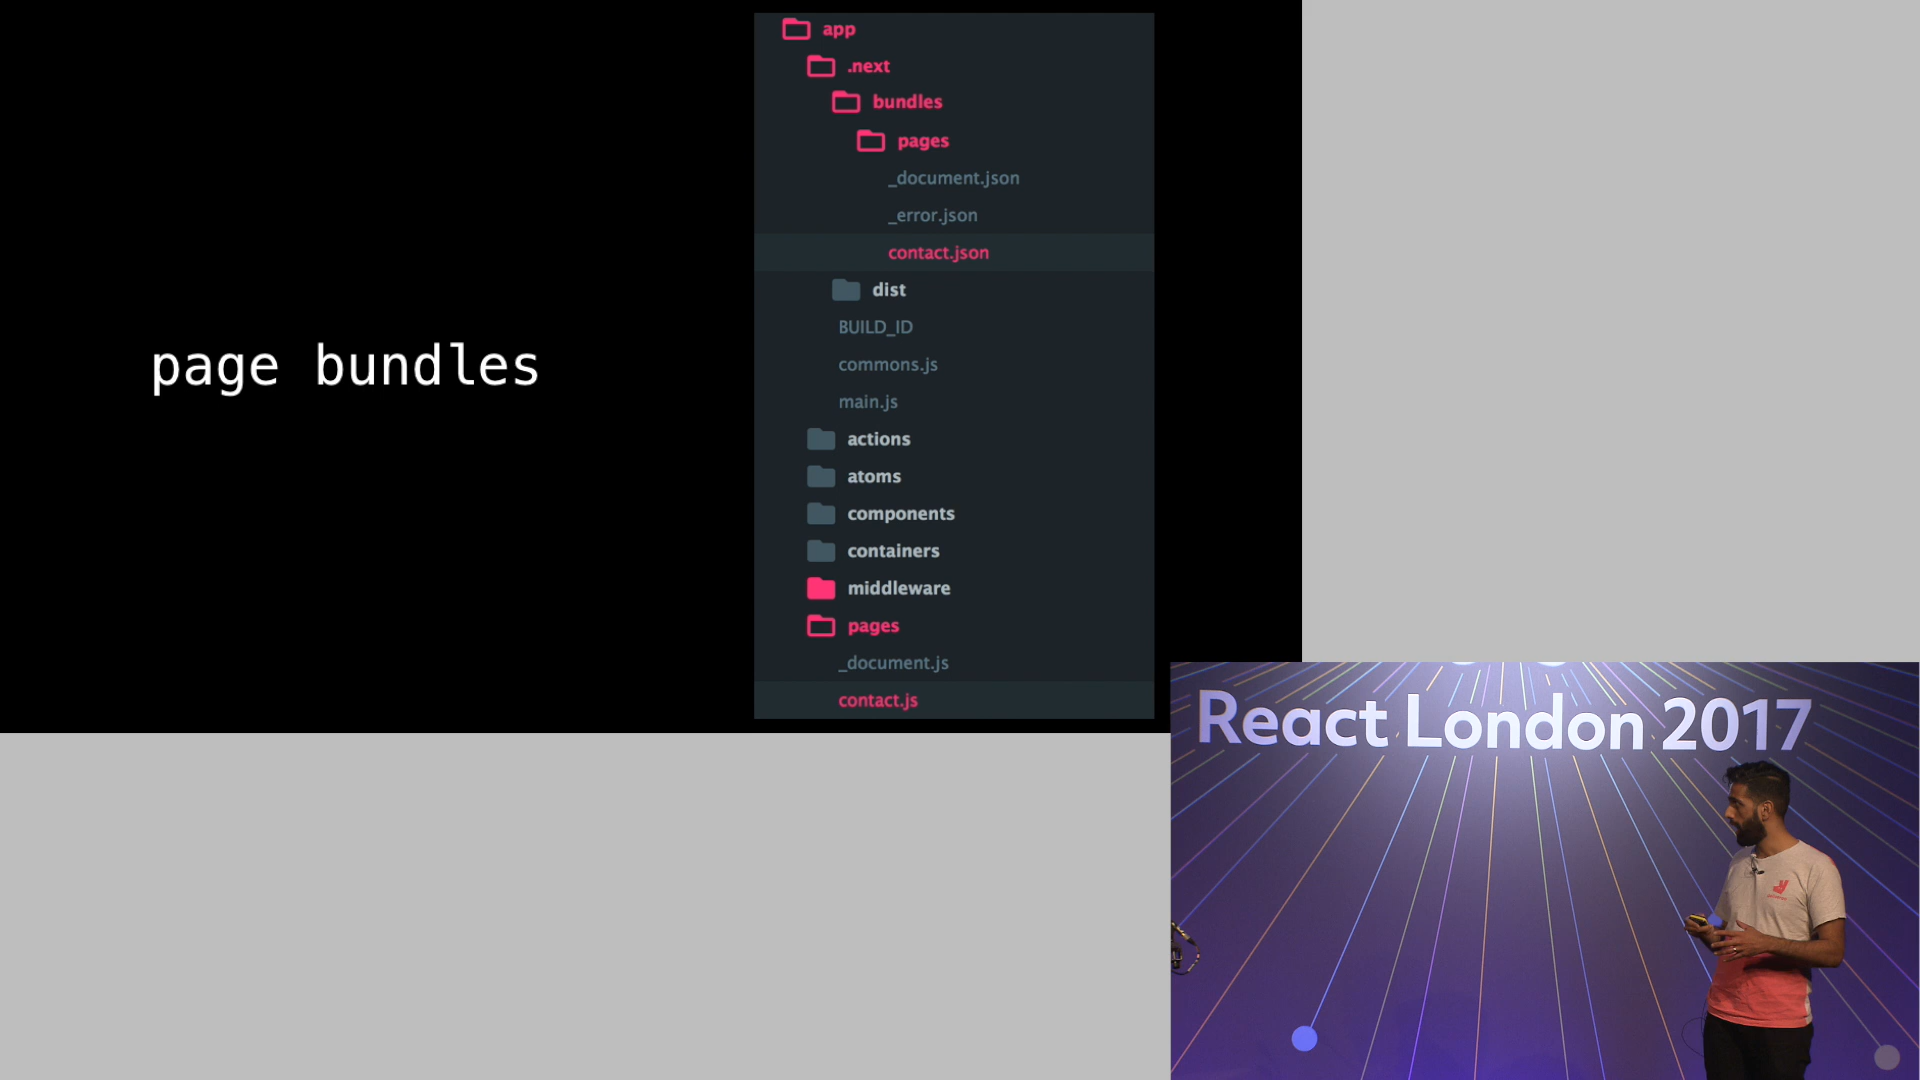 page bundles
app
.next
bundles
pages
_document.json
_error.json
contact.json
dist
BUILD_ID
commons.js
main.js
actions
atoms
components
containers
middleware
pages
_document.js
contact.js
React London 2017